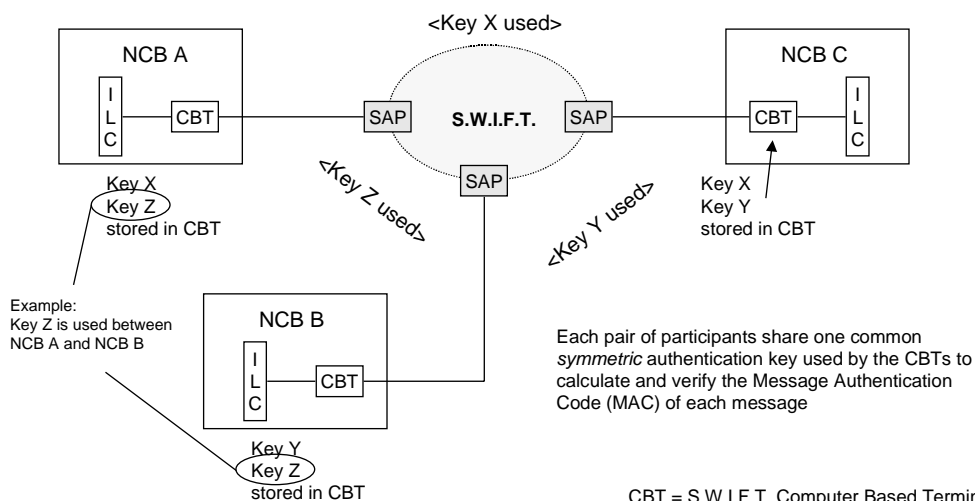 <Key X used>
NCB A
I
L
C
CBT
SAP
S.W.I.F.T.
SAP
NCB C
CBT
I
L
C
SAP
Key X
Key Z
stored in CBT
<Key Z used>
<Key Y used>
Key X
Key Y
stored in CBT
Example:
Key Z is used between
NCB A and NCB B
NCB B
I
L
C
CBT
Key Y
Key Z
stored in CBT
Each pair of participants share one common
symmetric authentication key used by the CBTs to
calculate and verify the Message Authentication
Code (MAC) of each message